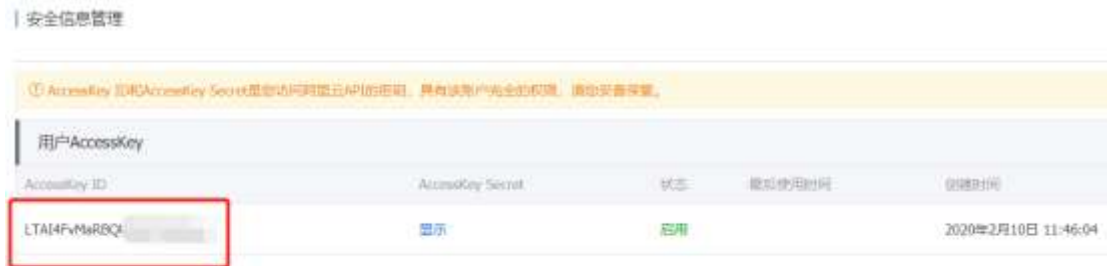 安全信息管理
① AccessKey ID和AccessKey Secret是您访问阿里云API的密钥，具有该账户完全的权限，请您妥善保管。
用户AccessKey
AccessKey ID AccessKey Secret 状态 最后使用时间 创建时间
LTAI4FvMaRBQ 显示 启用 2020年2月10日 11:46:04